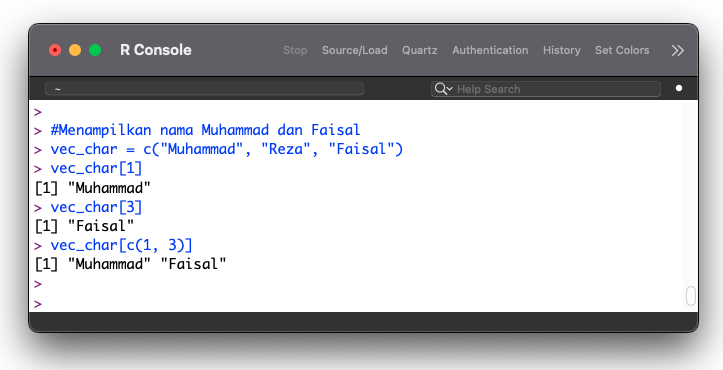 R Console
Stop Source/Load Quartz Authentication History Set Colors
~ Help Search
>
> #Menampilkan nama Muhammad dan Faisal
> vec_char = c("Muhammad", "Reza", "Faisal")
> vec_char[1]
[1] "Muhammad"
> vec_char[3]
[1] "Faisal"
> vec_char[c(1, 3)]
[1] "Muhammad" "Faisal"
>
>